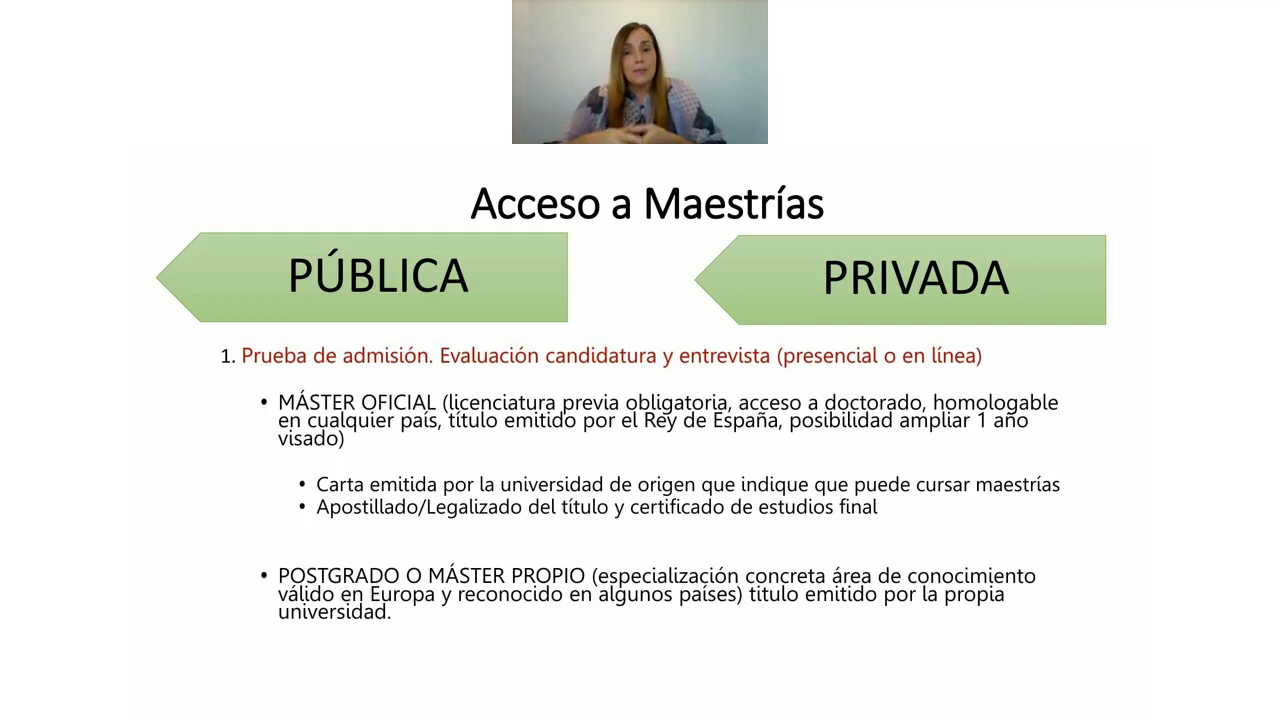 Acceso a Maestrías
PÚBLICA
PRIVADA
1. Prueba de admisión. Evaluación candidatura y entrevista (presencial o en línea)
• MÁSTER OFICIAL (licenciatura previa obligatoria, acceso a doctorado, homologable
en cualquier país, título emitido por el Rey de España, posibilidad ampliar 1 año
visado)
• Carta emitida por la universidad de origen que indique que puede cursar maestrías
• Apostillado/Legalizado del título y certificado de estudios final
• POSTGRADO O MÁSTER PROPIO (especialización concreta área de conocimiento
válido en Europa y reconocido en algunos países) titulo emitido por la propia
universidad.